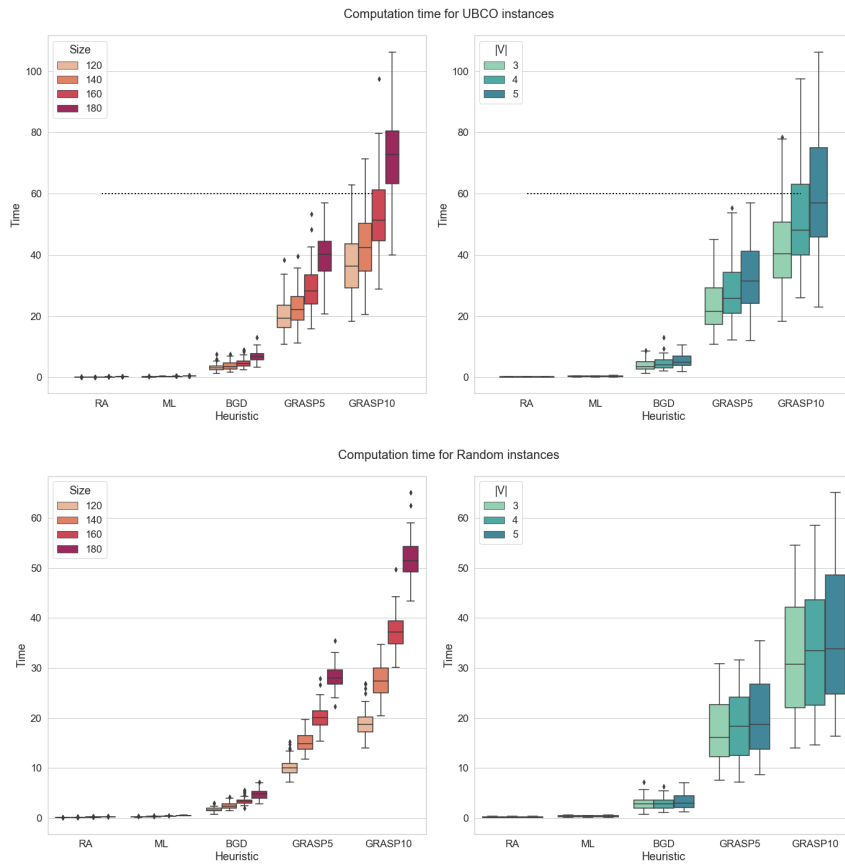 Computation time for UBCO instances
Size
120
140
160
180
|V|
3
4
5
100
80
60
40
20
0
Time
RA ML BGD GRASP5 GRASP10
Heuristic
100
80
60
40
20
0
Time
RA ML BGD GRASP5 GRASP10
Heuristic
Computation time for Random instances
Size
120
140
160
180
|V|
3
4
5
60
50
40
30
20
10
0
Time
RA ML BGD GRASP5 GRASP10
Heuristic
60
50
40
30
20
10
0
Time
RA ML BGD GRASP5 GRASP10
Heuristic